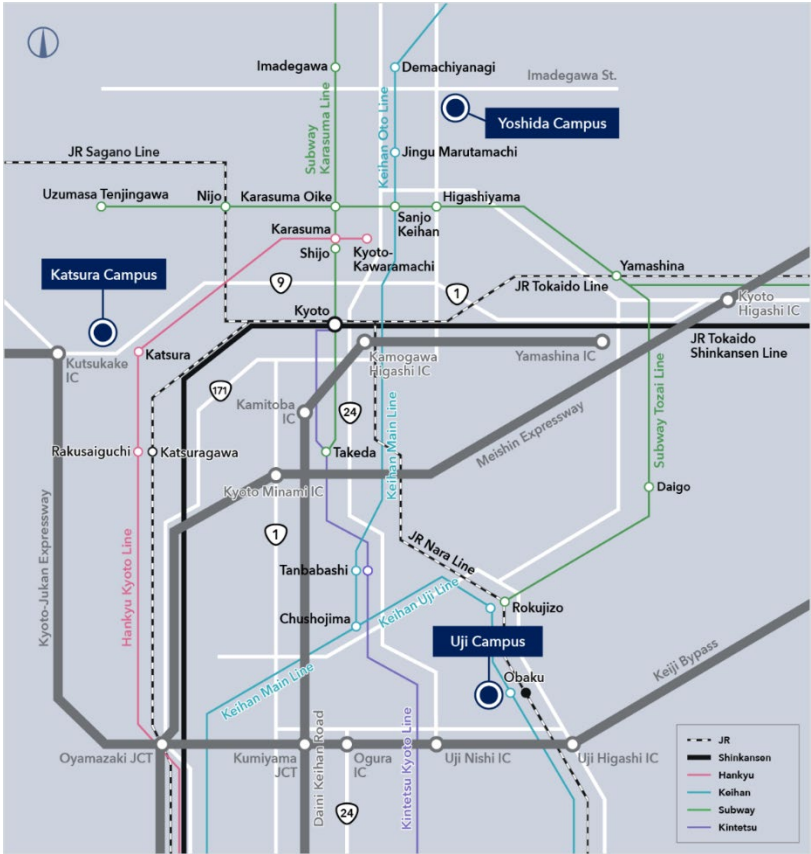 Imadegawa
Demachiyanagi
Imadegawa St.
Subway
Karasuma Line
Keihan Oto Line
Yoshida Campus
JR Sagano Line
Jingu Marutamachi
Uzumasa Tenjingawa
Nijo
Karasuma Oike
Higashiyama
Sanjo
Keihan
Karasuma
Shijo
Kyoto-
Kawaramachi
Katsura Campus
9
1
Yamashina
JR Tokaido Line
Kyoto
Higashi IC
Kyoto
Kutsukake
IC
Katsura
Kamogawa
Higashi IC
Yamashina IC
JR Tokaido
Shinkansen Line
171
Kamitoba
IC
24
Keihan Main Line
Meishin Expressway
Subway Tozai Line
Rakusaiguchi
Katsuragawa
Takeda
Kyoto Minami IC
Daigo
Kyoto-Jukan Expressway
Hankyu Kyoto Line
1
JR Nara Line
Tanbabashi
Keihan Uji Line
Rokujizo
Chushojima
Uji Campus
Keihan Main Line
Obaku
Keiji Bypass
Daini Keihan Road
Kintetsu Kyoto Line
Oyamazaki JCT
Kumiyama
JCT
Ogura
IC
Uji Nishi IC
Uji Higashi IC
24
JR
Shinkansen
Hankyu
Keihan
Subway
Kintetsu